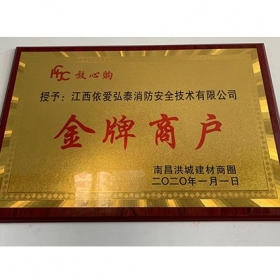 放心购
授予：江西依爱弘泰消防安全技术有限公司
金牌商户
南昌洪城建材商圈
二〇二〇年一月一日